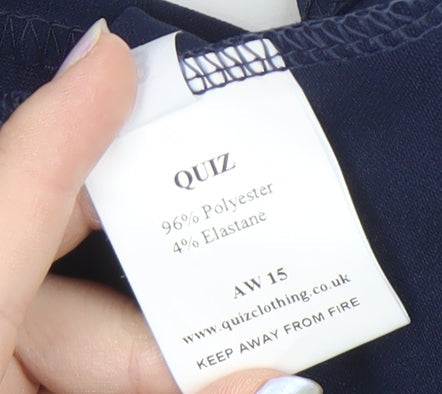 QUIZ
96% Polyester
4% Elastane
AW 15
www.quizclothing.co.uk
KEEP AWAY FROM FIRE